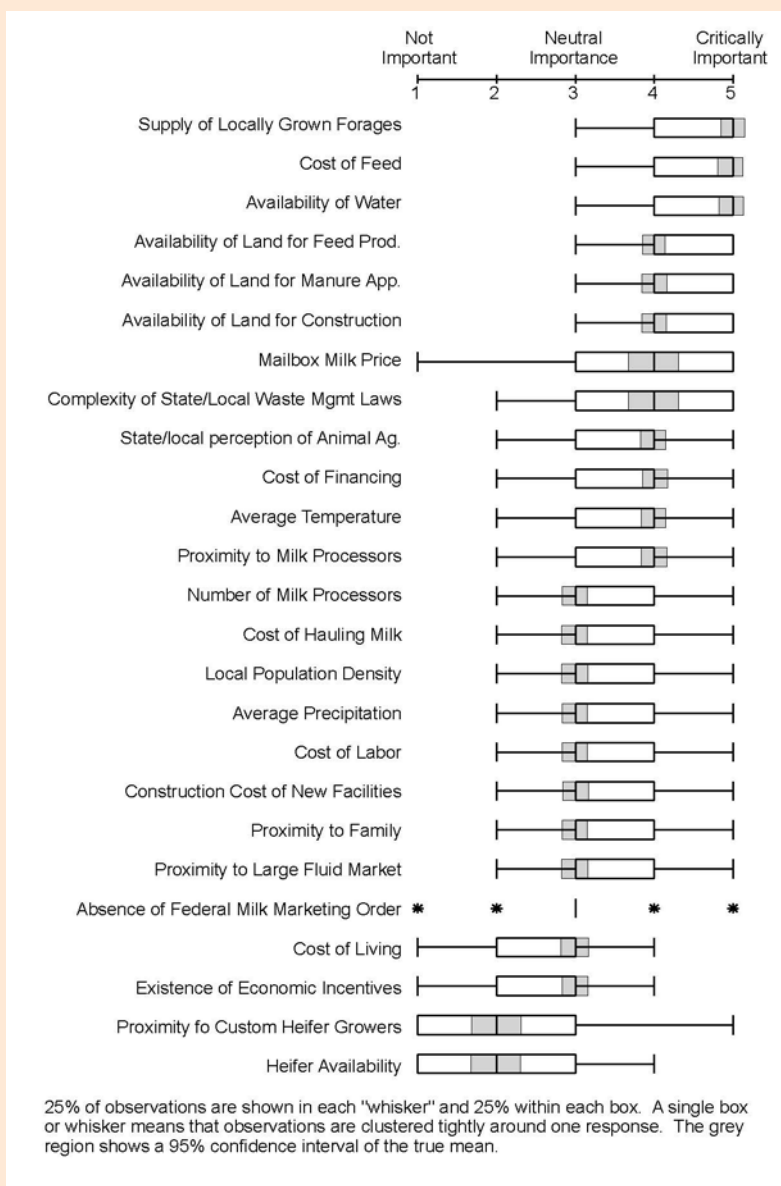 Not Important
Neutral Importance
Critically Important
1 2 3 4 5
Supply of Locally Grown Forages
Cost of Feed
Availability of Water
Availability of Land for Feed Prod.
Availability of Land for Manure App.
Availability of Land for Construction
Mailbox Milk Price
Complexity of State/Local Waste Mgmt Laws
State/local perception of Animal Ag.
Cost of Financing
Average Temperature
Proximity to Milk Processors
Number of Milk Processors
Cost of Hauling Milk
Local Population Density
Average Precipitation
Cost of Labor
Construction Cost of New Facilities
Proximity to Family
Proximity to Large Fluid Market
Absence of Federal Milk Marketing Order
Cost of Living
Existence of Economic Incentives
Proximity fo Custom Heifer Growers
Heifer Availability
25% of observations are shown in each "whisker" and 25% within each box. A single box
or whisker means that observations are clustered tightly around one response. The grey
region shows a 95% confidence interval of the true mean.